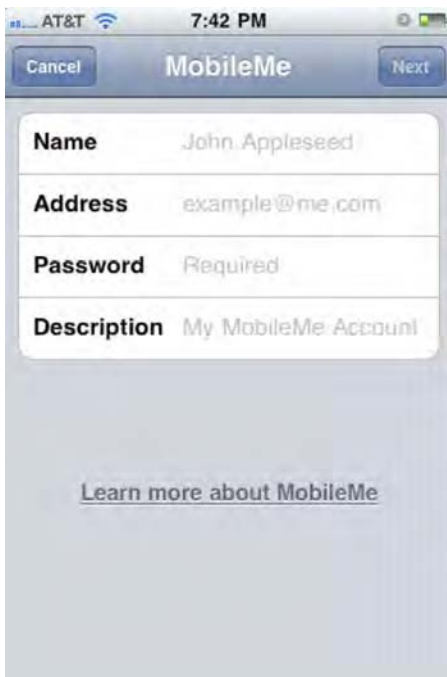 AT&T 7:42 PM
Cancel MobileMe Next
Name John Appleseed
Address example@me.com
Password Required
Description My MobileMe Account
Learn more about MobileMe